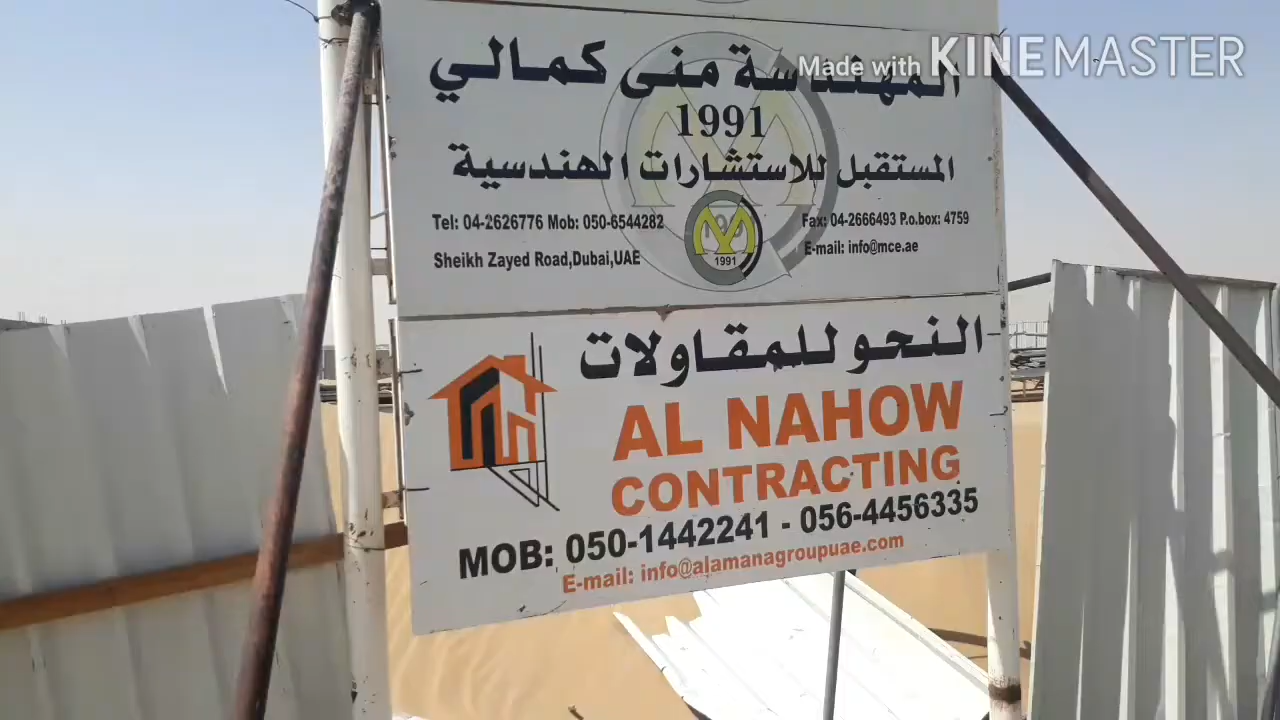 Made with KINEMASTER
المهندسة منى كمالي
1991
المستقبل للاستشارات الهندسية
Tel: 04-2626776 Mob: 050-6544282
Fax: 04-2666493 P.o.box: 4759
Sheikh Zayed Road,Dubai,UAE
E-mail: info@mce.ae
1991
النحو للمقاولات
AL NAHOW
CONTRACTING
MOB: 050-1442241 - 056-4456335
E-mail: info@alamanagroupuae.com